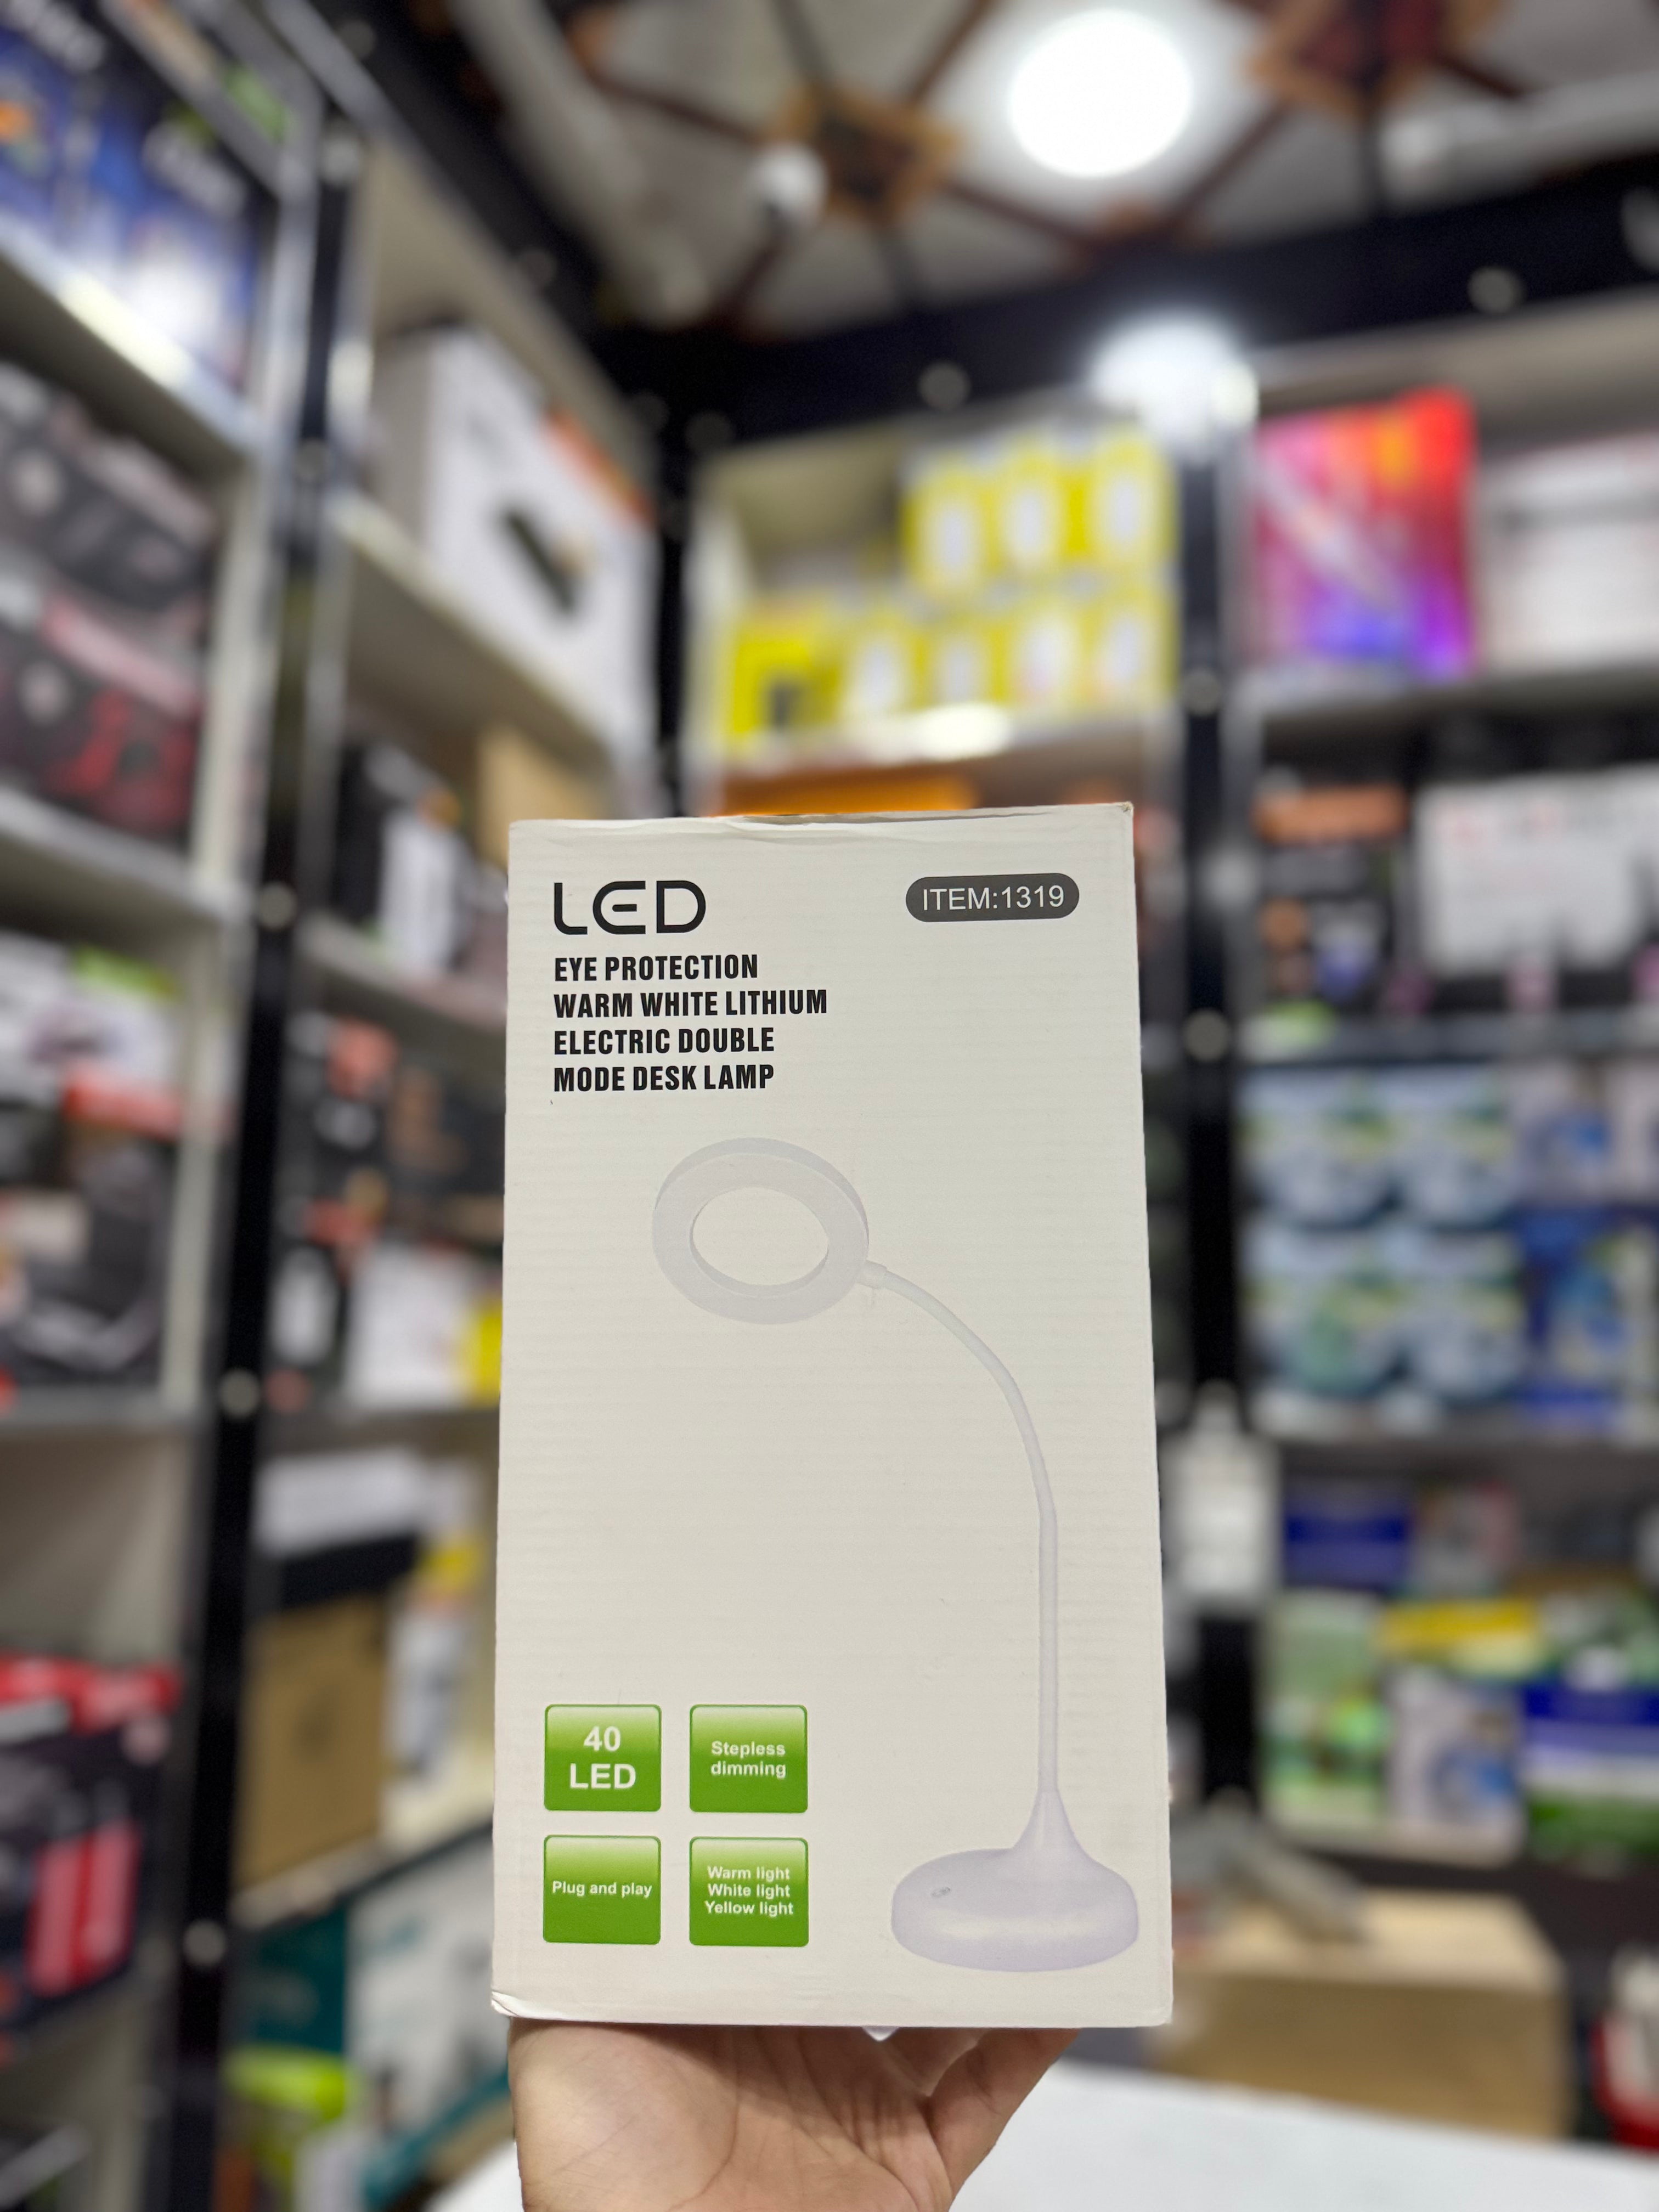 LED
ITEM:1319
EYE PROTECTION
WARM WHITE LITHIUM
ELECTRIC DOUBLE
MODE DESK LAMP
40
LED
Stepless
dimming
Plug and play
Warm light
White light
Yellow light